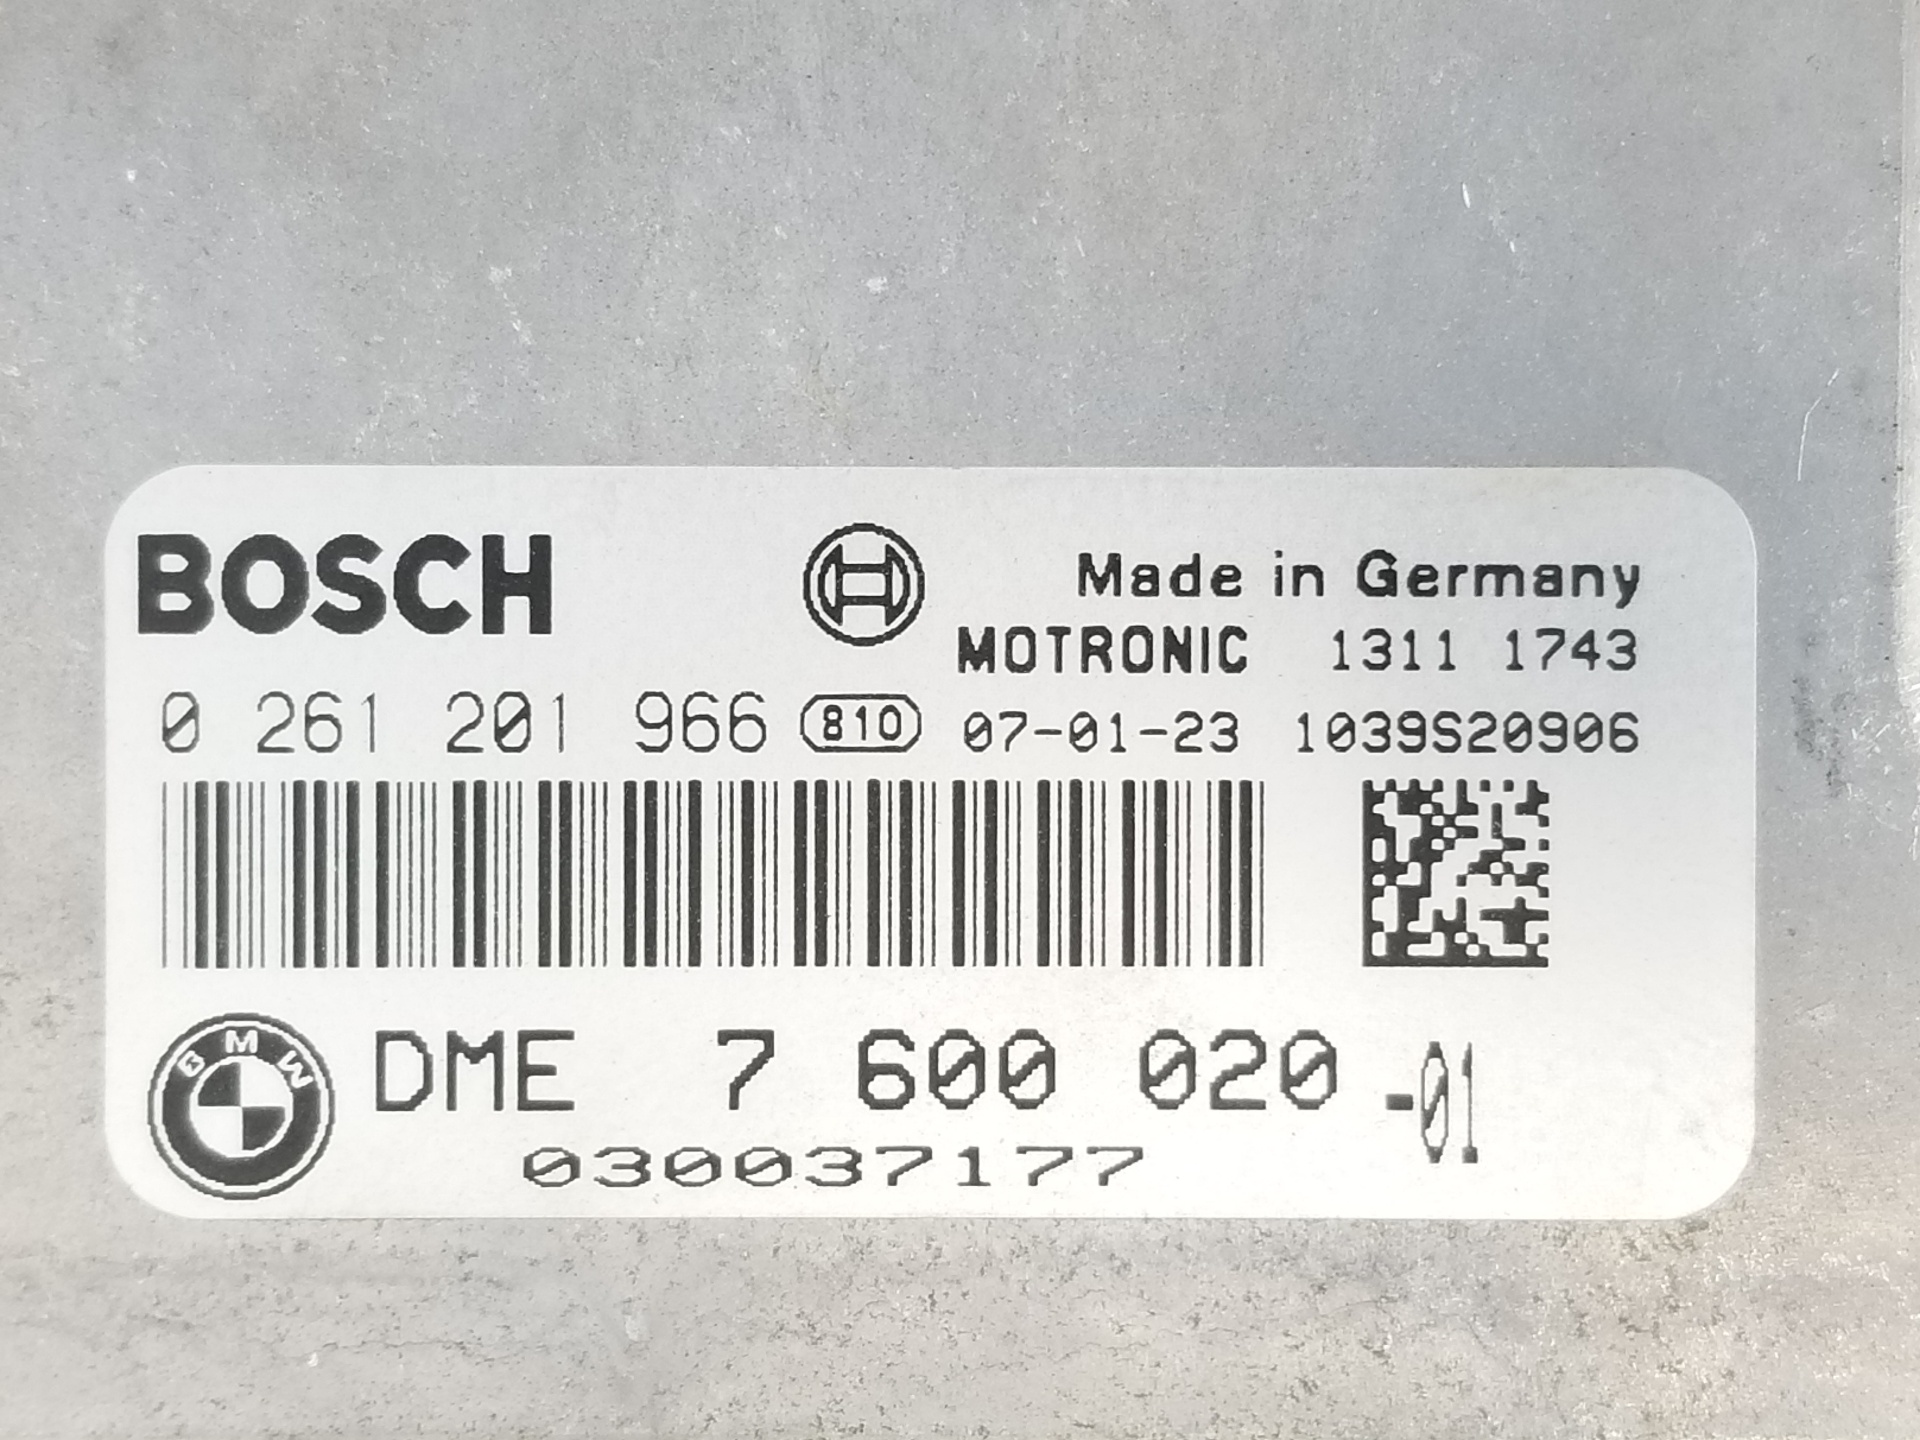 BOSCH
Made in Germany
MOTRONIC 1311 1743
0 261 201 966 810 07-01-23 1039S20906
BMW DME 7 600 020 -01
030037177